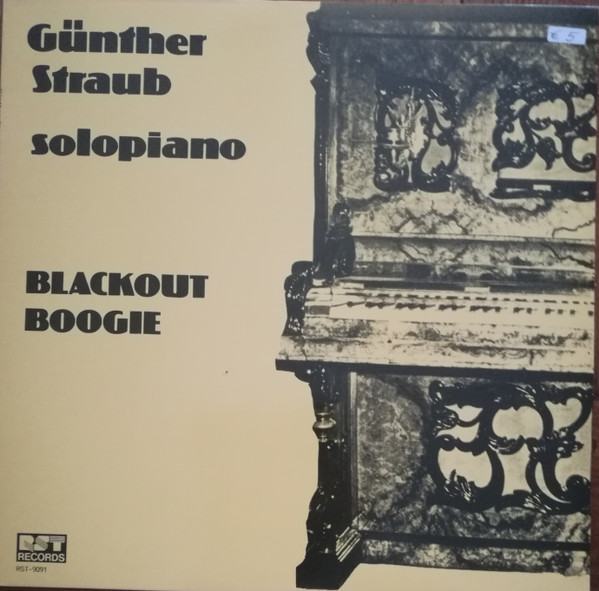 Günther
Straub
solopiano
BLACKOUT
BOOGIE
€ 5
RST
RECORDS
RST-9091